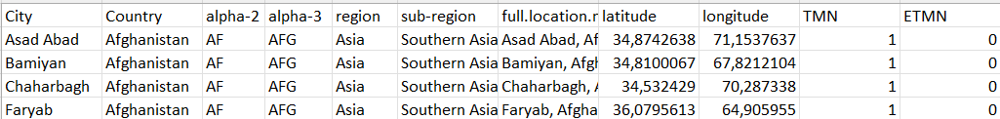 City Country alpha-2 alpha-3 region sub-region full.location.r latitude longitude TMN ETMN
Asad Abad Afghanistan AF AFG Asia Southern Asia Asad Abad, Af 34,8742638 71,1537637 1 0
Bamiyan Afghanistan AF AFG Asia Southern Asia Bamiyan, Afgh 34,8100067 67,8212104 1 0
Chaharbagh Afghanistan AF AFG Asia Southern Asia Chaharbagh, A 34,532429 70,287338 1 0
Faryab Afghanistan AF AFG Asia Southern Asia Faryab, Afgha 36,0795613 64,905955 1 0